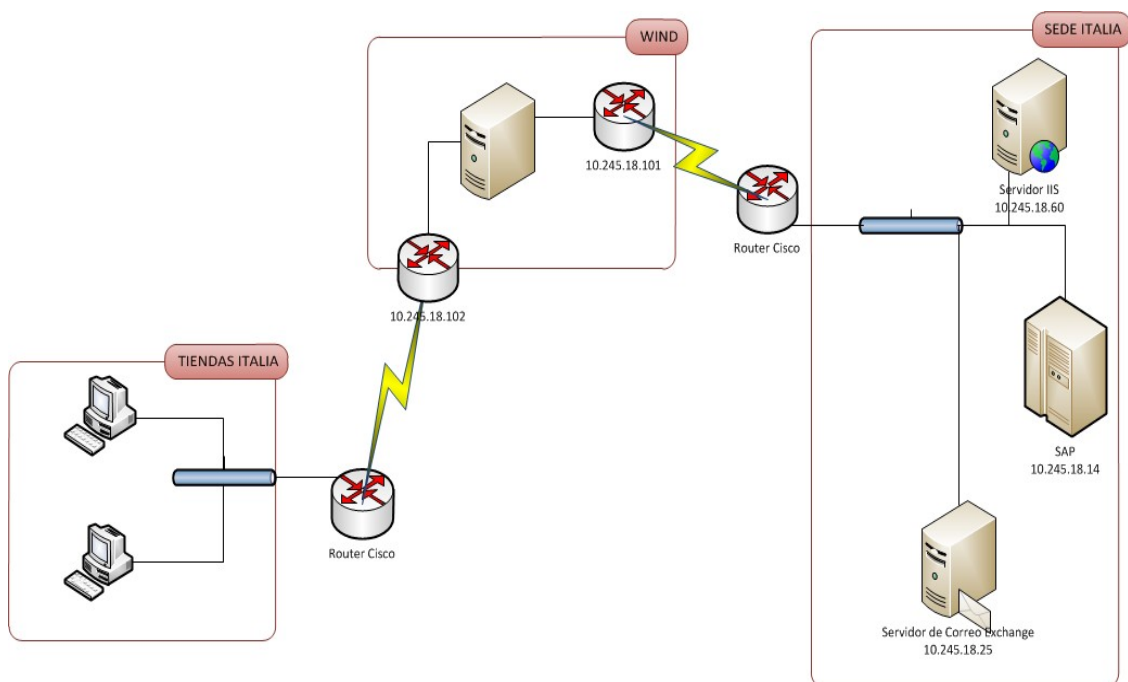 WIND
SEDE ITALIA
10.245.18.101
Servidor IIS
10.245.18.60
Router Cisco
10.245.18.102
TIENDAS ITALIA
SAP
10.245.18.14
Router Cisco
Servidor de Correo Exchange
10.245.18.25